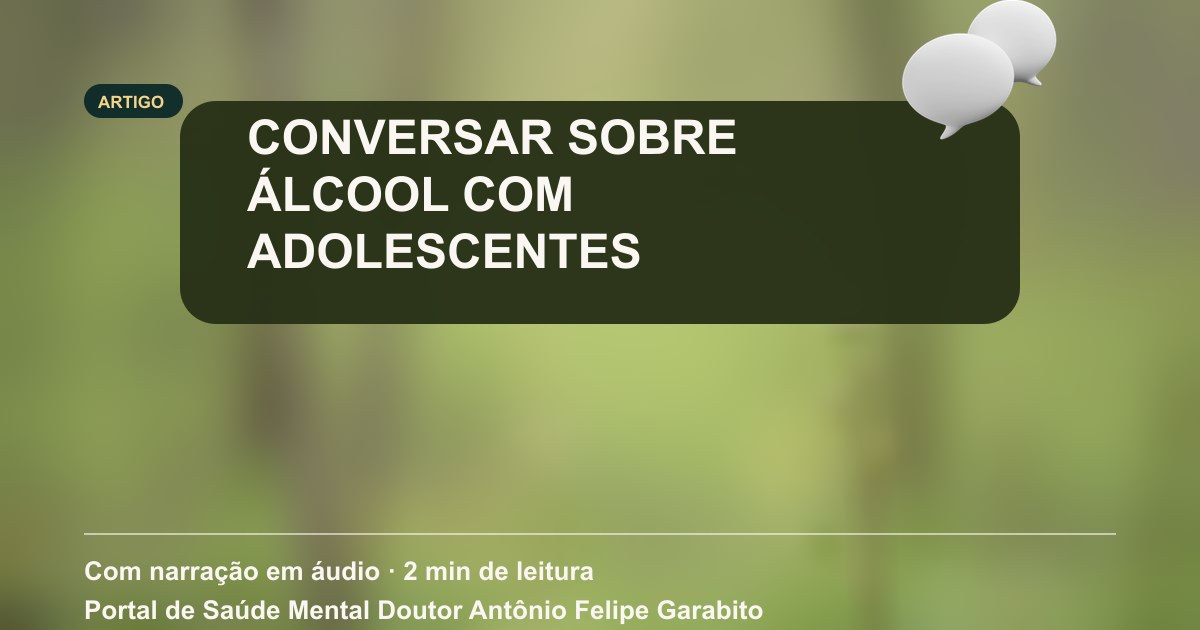 ARTIGO
CONVERSAR SOBRE
ÁLCOOL COM
ADOLESCENTES
Com narração em áudio · 2 min de leitura
Portal de Saúde Mental Doutor Antônio Felipe Garabito